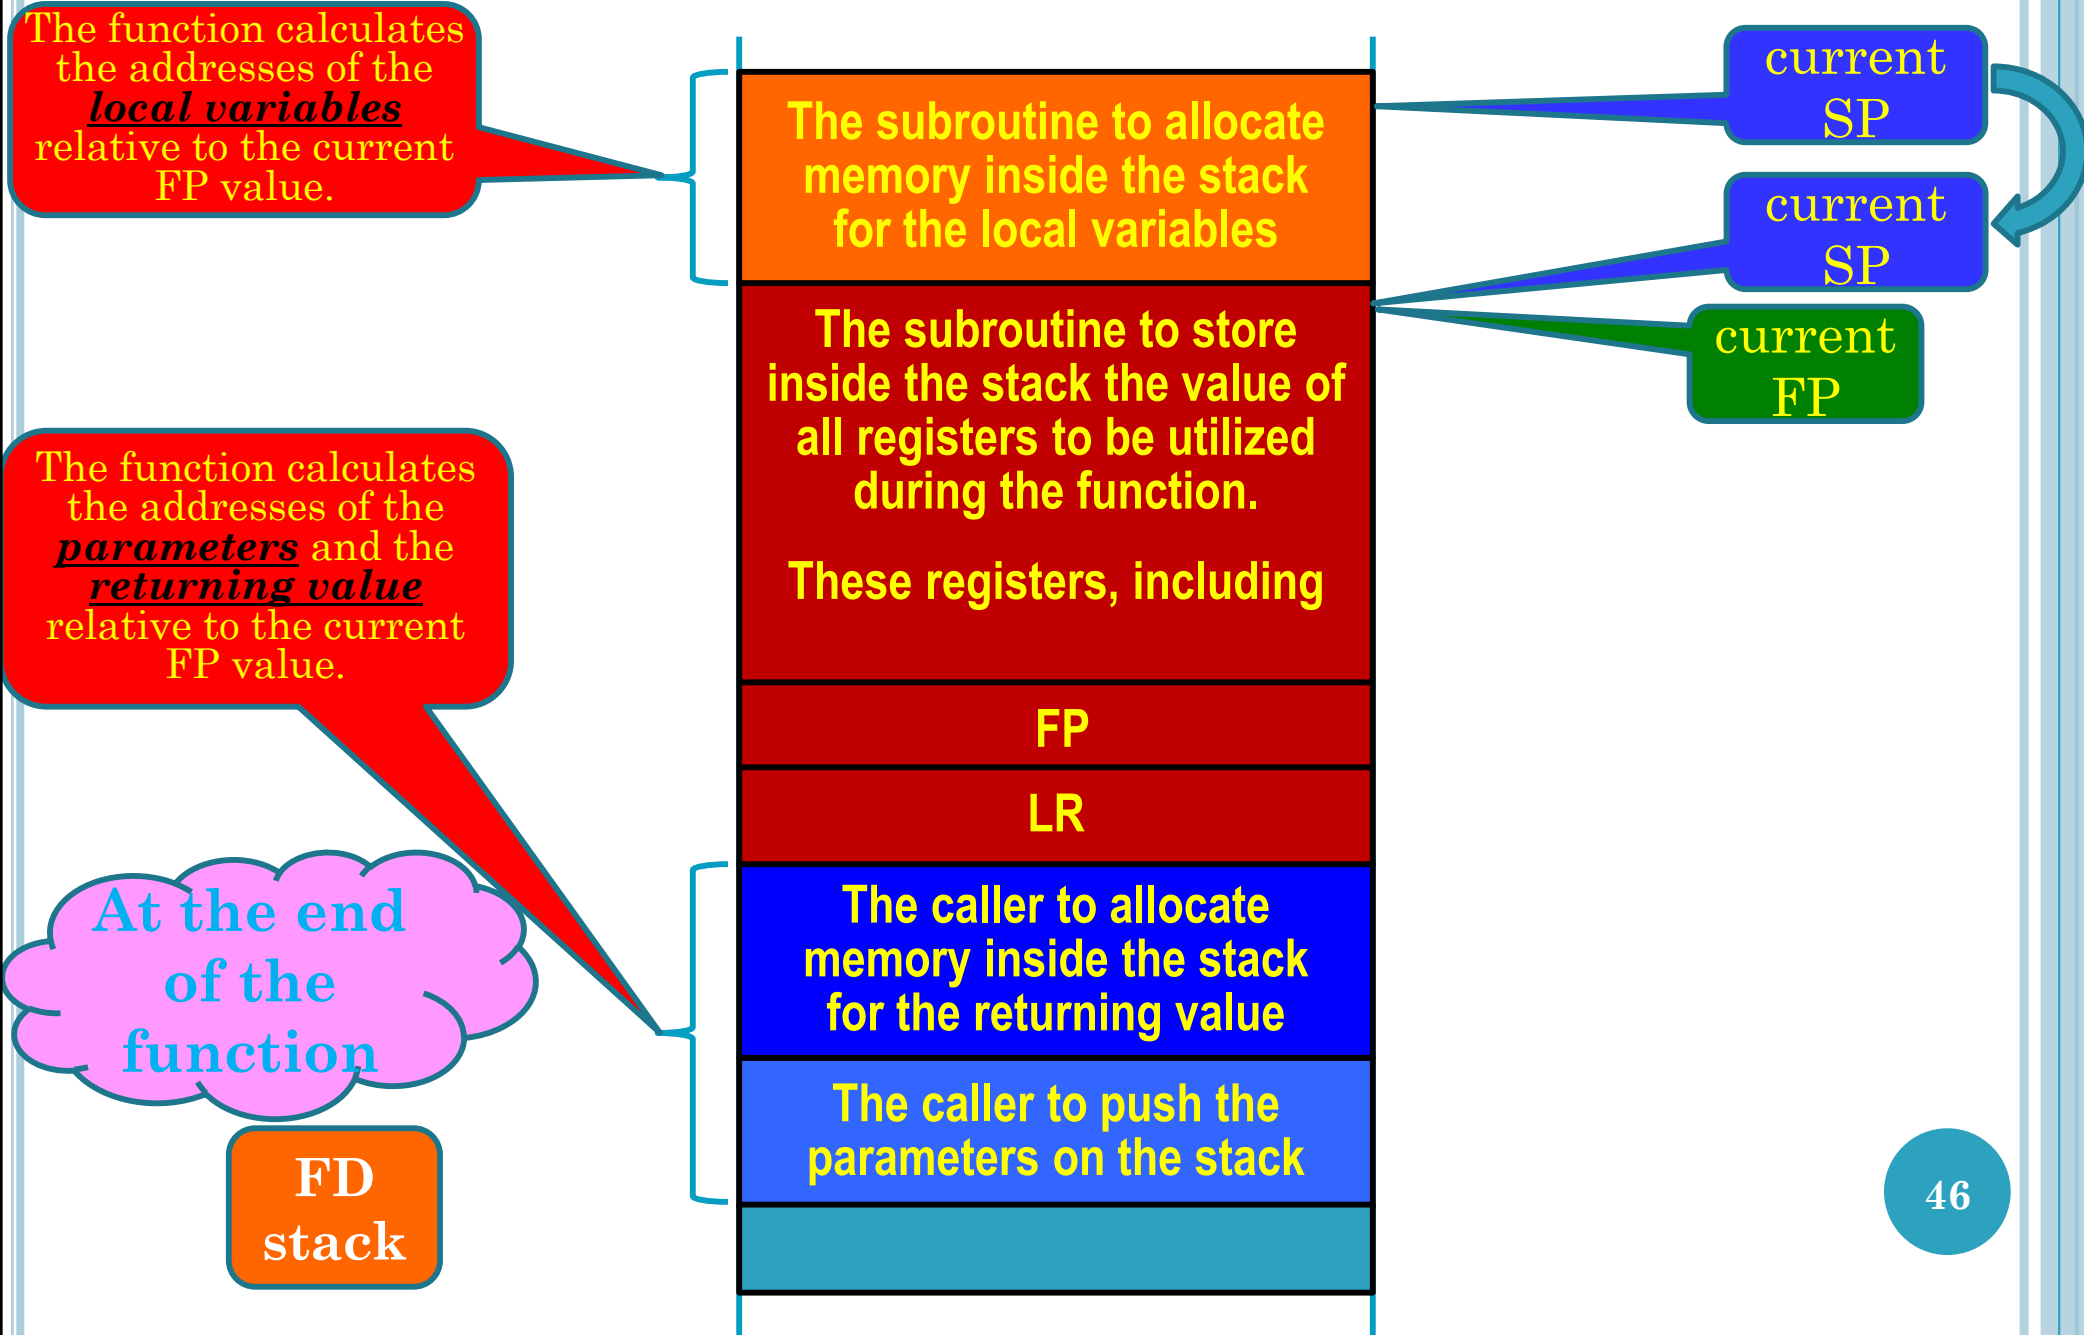 The function calculates
the addresses of the
local variables
relative to the current
FP value.
The subroutine to allocate
memory inside the stack
for the local variables
current
SP
current
SP
current
FP
The subroutine to store
inside the stack the value of
all registers to be utilized
during the function.
These registers, including
The function calculates
the addresses of the
parameters and the
returning value
relative to the current
FP value.
FP
LR
At the end
of the
function
The caller to allocate
memory inside the stack
for the returning value
The caller to push the
parameters on the stack
FD
stack
46